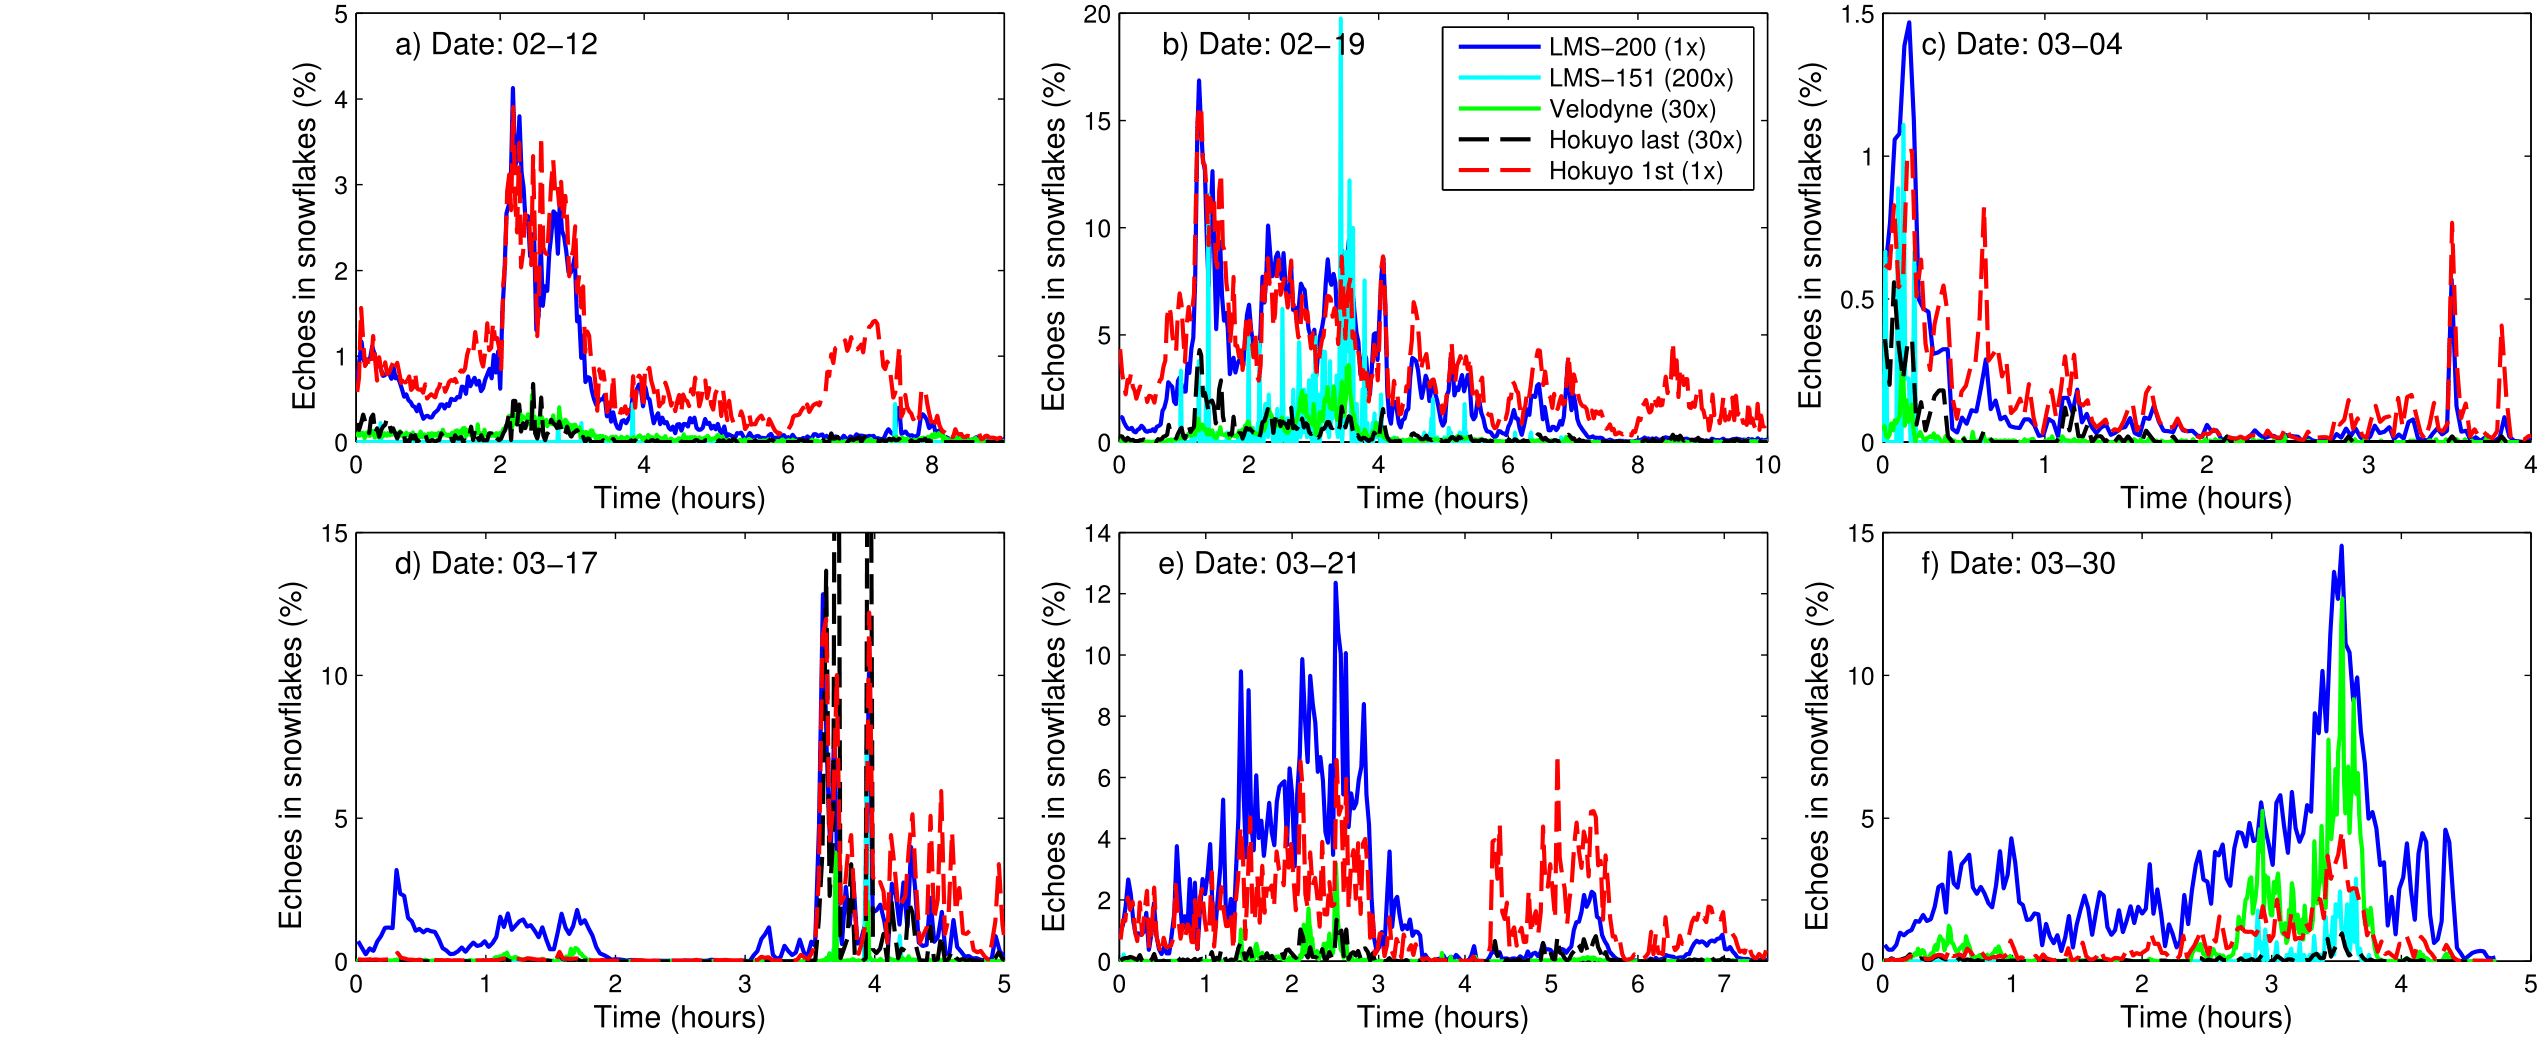 a) Date: 02−12
Echoes in snowflakes (%)
5
4
3
2
1
0
0 2 4 6 8
Time (hours)
b) Date: 02−19
Echoes in snowflakes (%)
20
15
10
5
0
0 2 4 6 8 10
Time (hours)
LMS−200 (1x)
LMS−151 (200x)
Velodyne (30x)
Hokuyo last (30x)
Hokuyo 1st (1x)
c) Date: 03−04
Echoes in snowflakes (%)
1.5
1
0.5
0
0 1 2 3 4
Time (hours)
d) Date: 03−17
Echoes in snowflakes (%)
15
10
5
0
0 1 2 3 4 5
Time (hours)
e) Date: 03−21
Echoes in snowflakes (%)
14
12
10
8
6
4
2
0
0 1 2 3 4 5 6 7
Time (hours)
f) Date: 03−30
Echoes in snowflakes (%)
15
10
5
0
0 1 2 3 4 5
Time (hours)